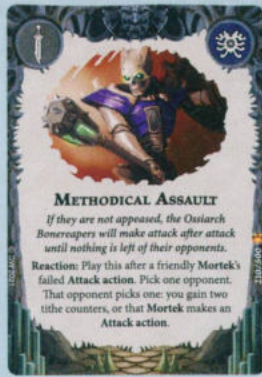 METHODICAL ASSAULT
If they are not appeased, the Ossiarch
Bonereapers will make attack after attack
until nothing is left of their opponents.
Reaction: Play this after a friendly Mortek's
failed Attack action. Pick one opponent.
That opponent picks one: you gain two
tithe counters, or that Mortek makes an
Attack action.